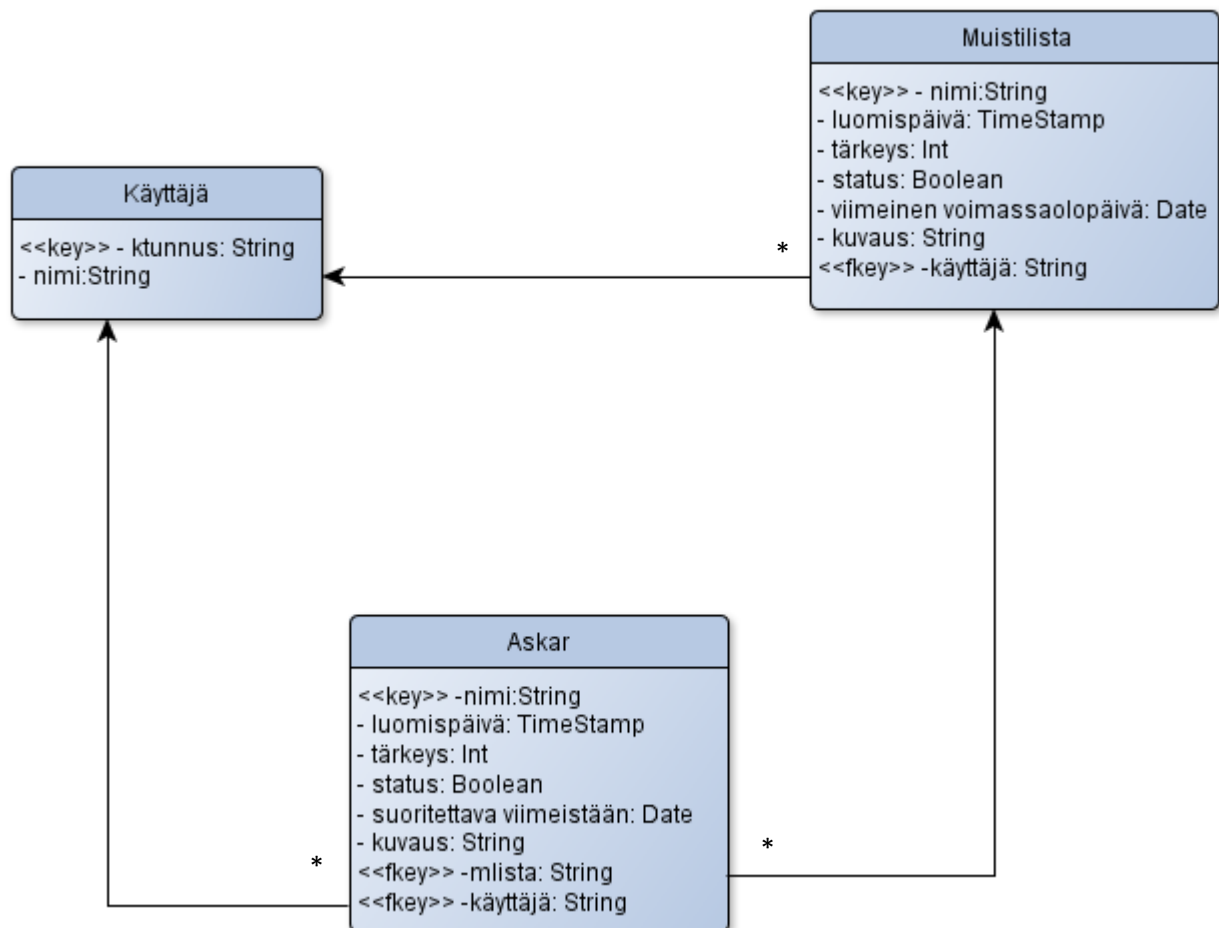 Muistilista
<<key>> - nimi:String
- luomispäivä: TimeStamp
- tärkeys: Int
- status: Boolean
- viimeinen voimassaolopäivä: Date
- kuvaus: String
<<fkey>> -käyttäjä: String
Käyttäjä
<<key>> - ktunnus: String
- nimi:String
*
Askar
<<key>> -nimi:String
- luomispäivä: TimeStamp
- tärkeys: Int
- status: Boolean
- suoritettava viimeistään: Date
- kuvaus: String
<<fkey>> -mlista: String
<<fkey>> -käyttäjä: String
*
*